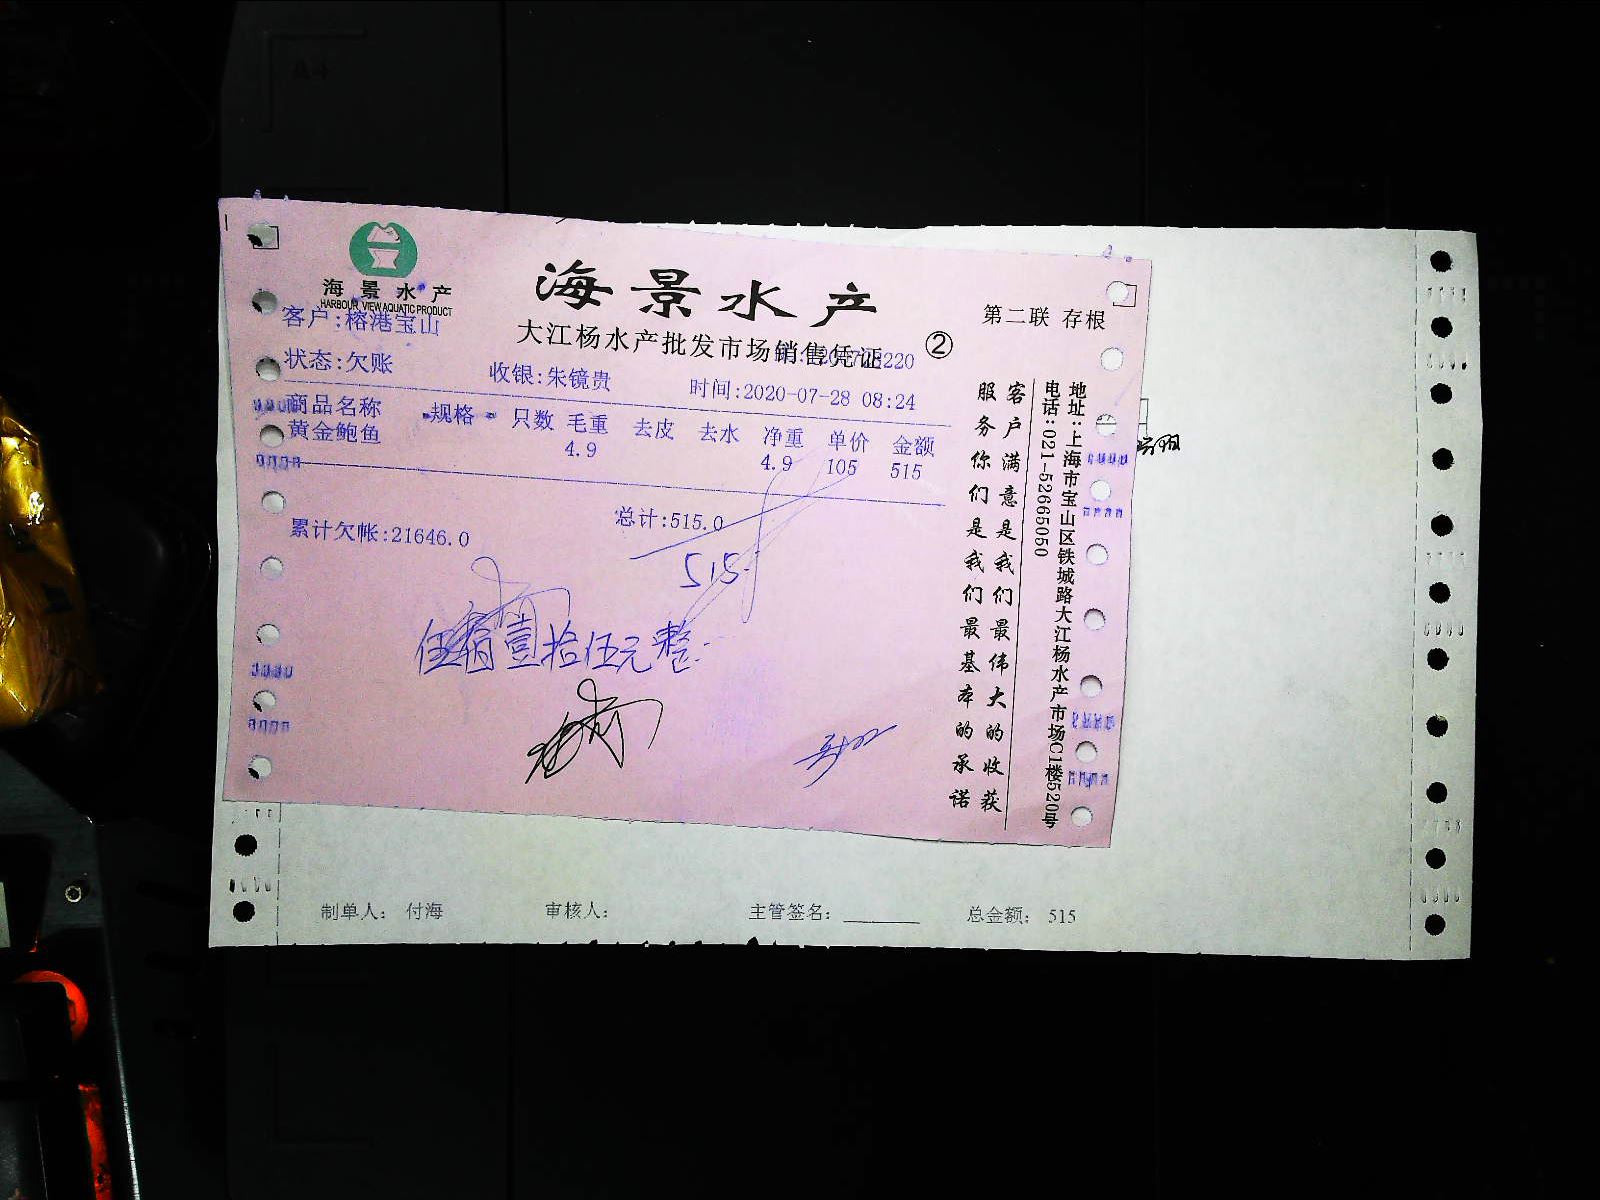 海景水产
HARBOUR VIEW AQUATIC PRODUCT
海景水产
第二联 存根
客户:榕港宝山
大江杨水产批发市场销售凭证
②
状态:欠账
收银:朱镜贵
时间:2020-07-28 08:24
商品名称 规格 只数 毛重 去皮 去水 净重 单价 金额
黄金鲍鱼 4.9 4.9 105 515
总计:515.0
累计欠帐:21646.0
515.
伍佰壹拾伍元整
客户满意是我们最伟大的收获
服务你们是我们最基本的承诺
地址:上海市宝山区铁城路大江杨水产市场C1楼520号
电话:021-52665050
制单人: 付海 审核人: 主管签名: 总金额: 515